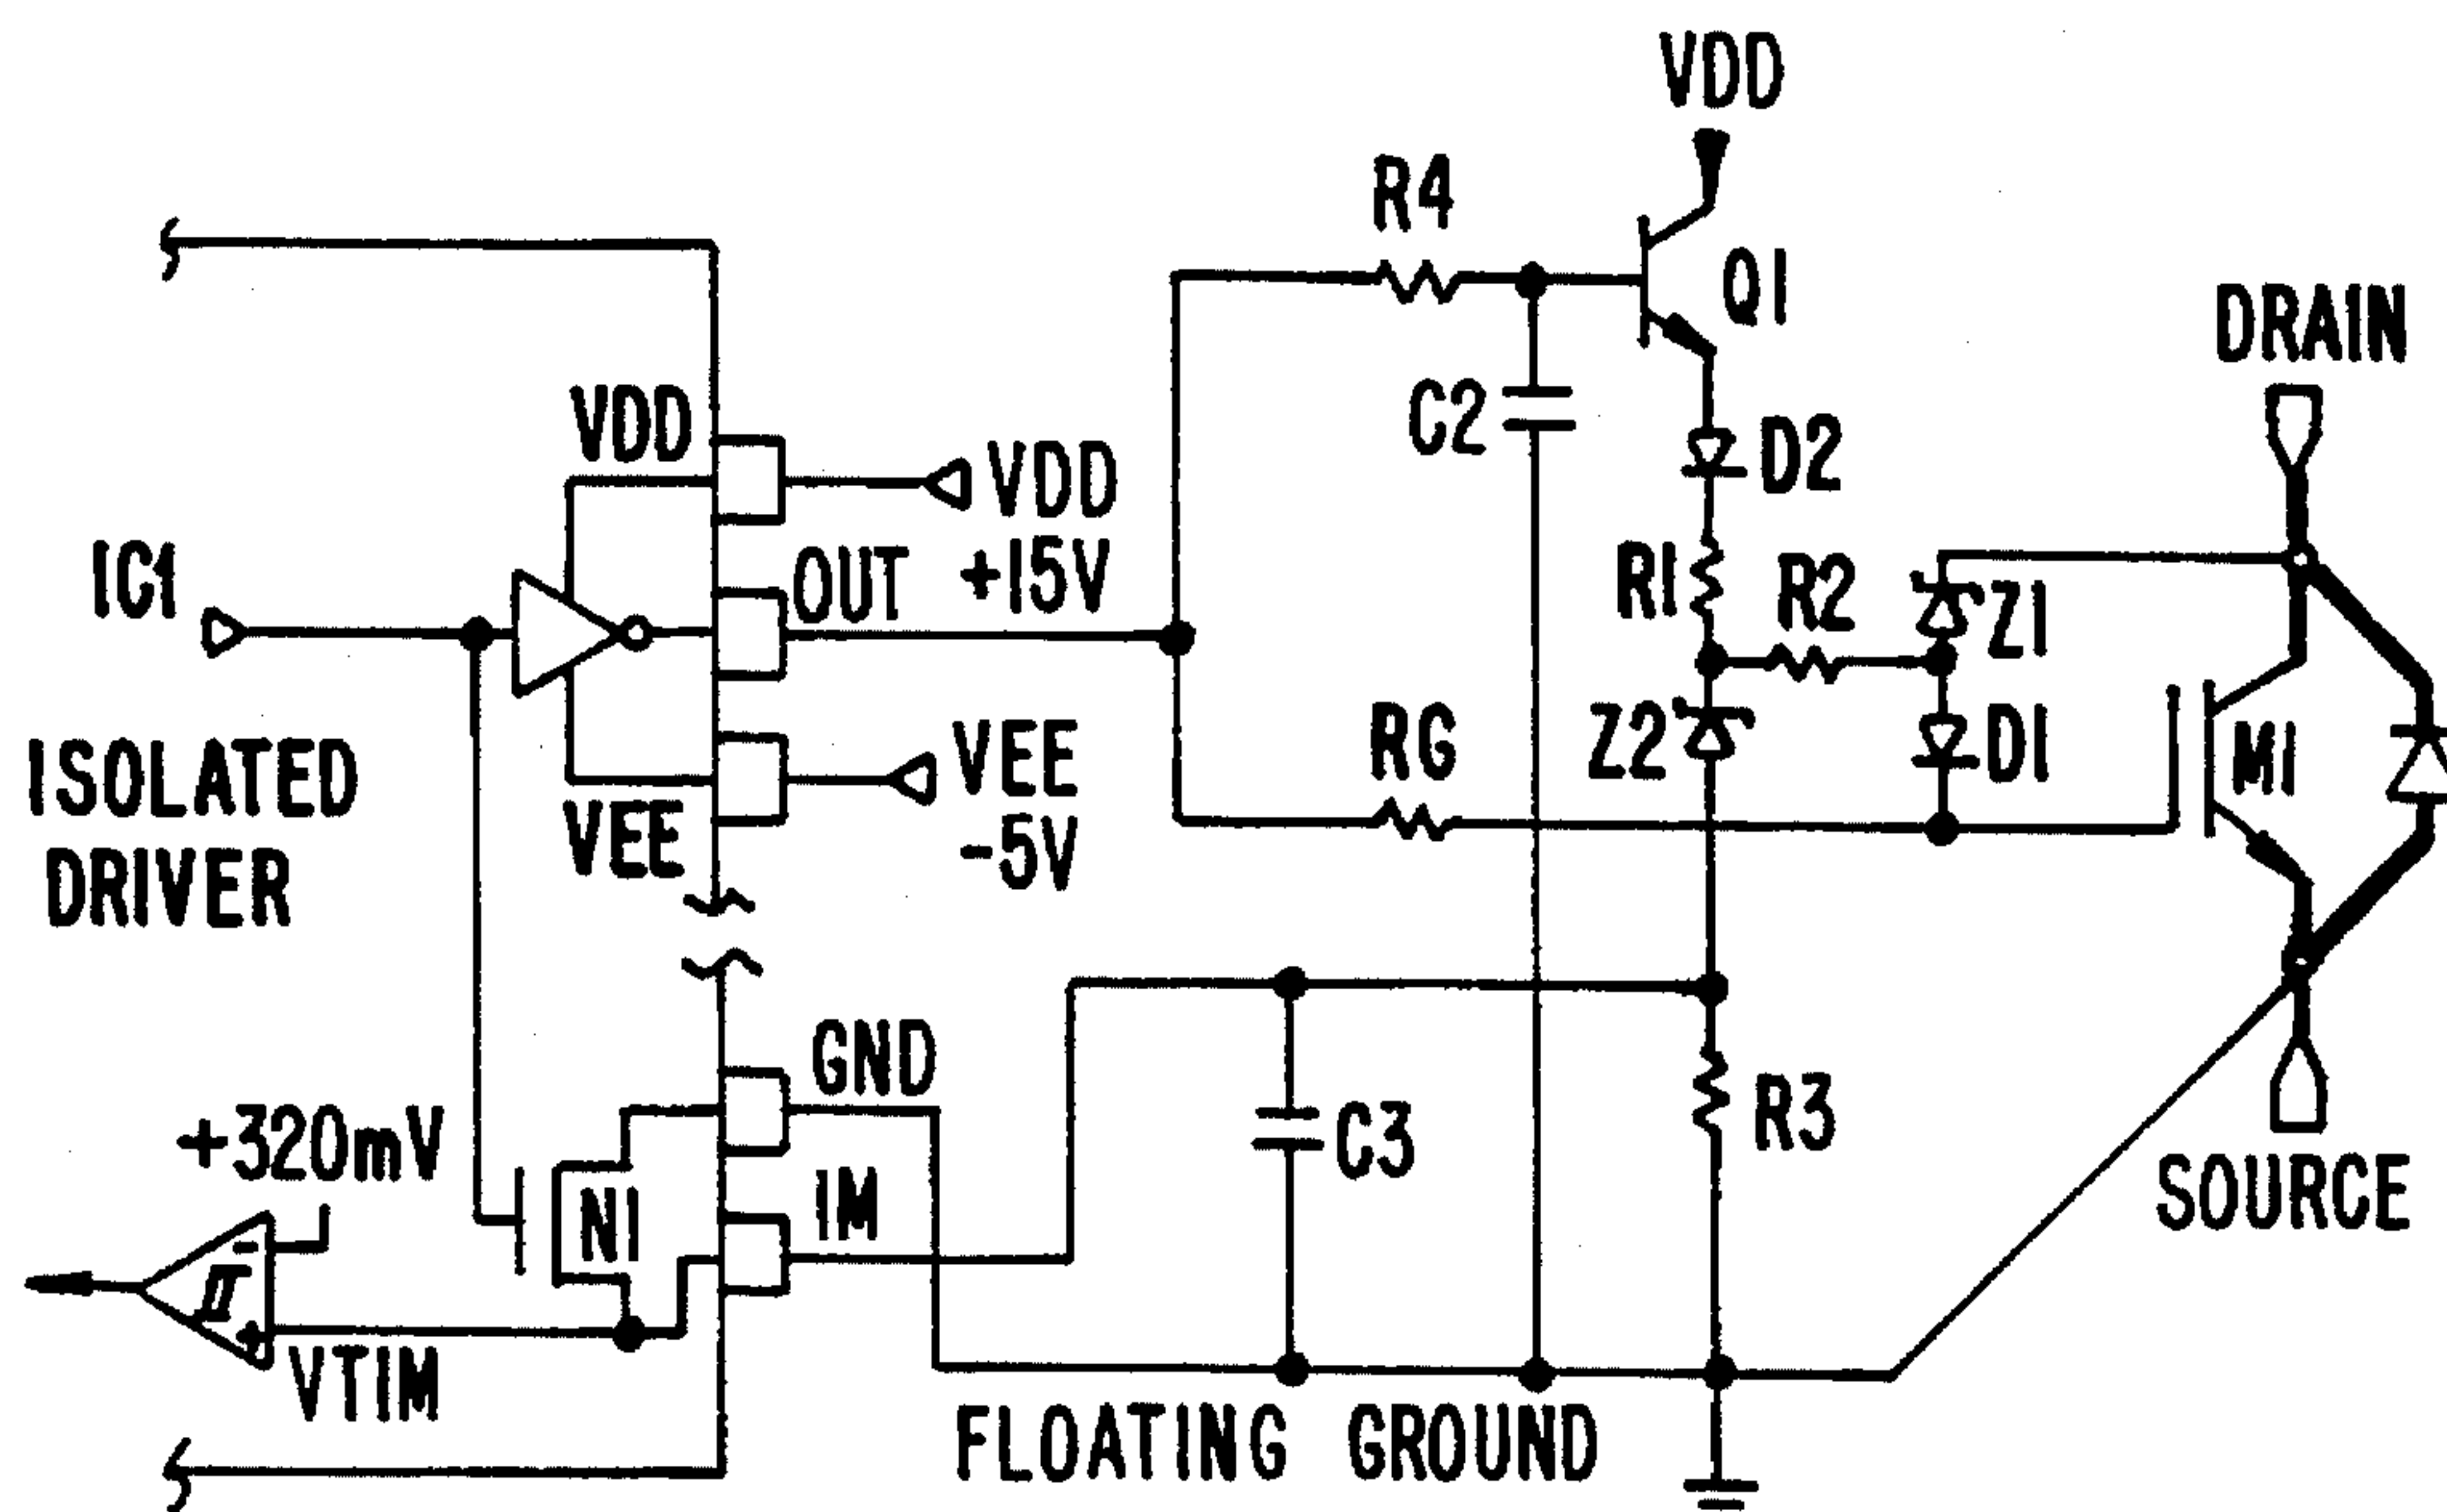 VDD
R4
Q1
DRAIN
VDD
C2
D2
VDD
+15V
OUT
IG1
R1
R2
Z1
ISOLATED
DRIVER
VEE
VEE
-5V
RG
Z2
D1
M1
GND
+320mV
IM
N1
C3
R3
SOURCE
-
+
VTIM
FLOATING GROUND